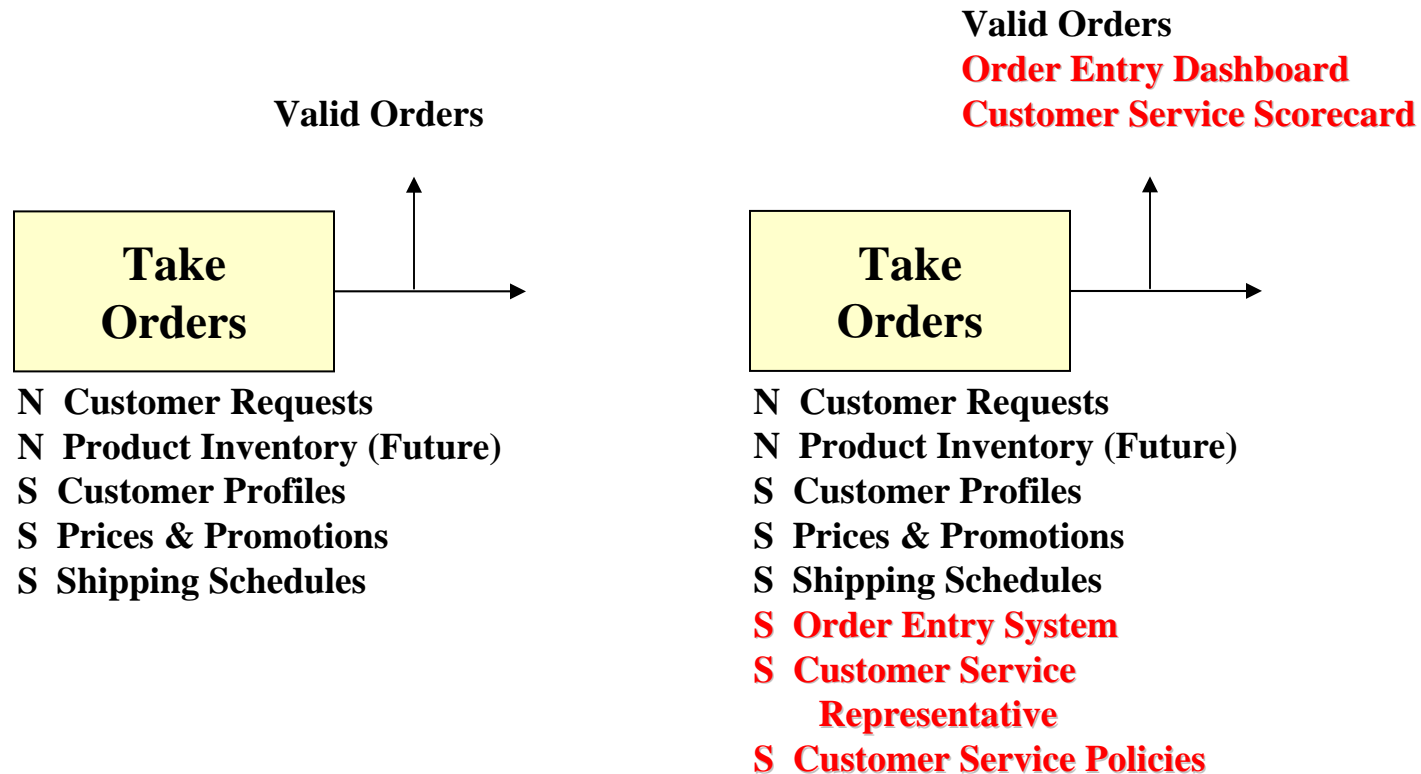 Valid Orders
Take
Orders
N Customer Requests
N Product Inventory (Future)
S Customer Profiles
S Prices & Promotions
S Shipping Schedules
Valid Orders
Order Entry Dashboard
Customer Service Scorecard
Take
Orders
N Customer Requests
N Product Inventory (Future)
S Customer Profiles
S Prices & Promotions
S Shipping Schedules
S Order Entry System
S Customer Service
Representative
S Customer Service Policies